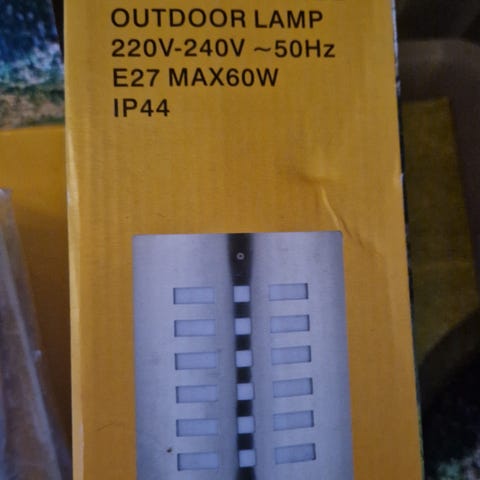 OUTDOOR LAMP
220V-240V ~50Hz
E27 MAX60W
IP44